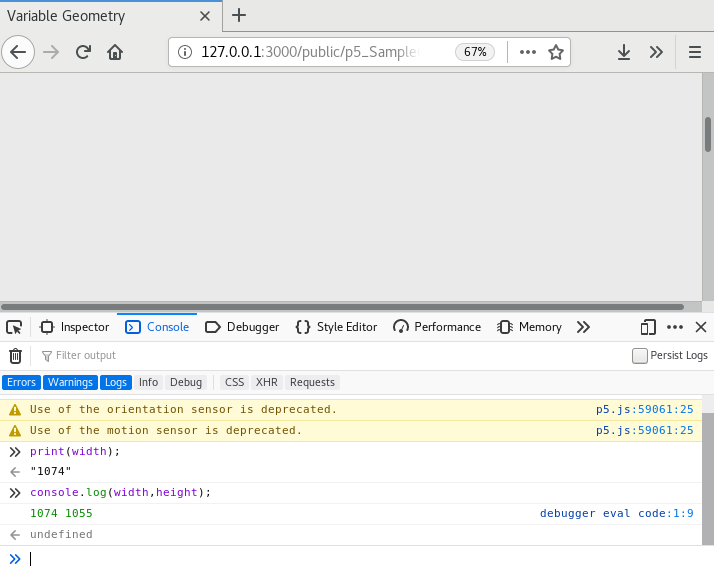 Variable Geometry
127.0.0.1:3000/public/p5_Sample
67%
Inspector
Console
Debugger
Style Editor
Performance
Memory
Filter output
Persist Logs
Errors
Warnings
Logs
Info
Debug
CSS
XHR
Requests
Use of the orientation sensor is deprecated. p5.js:59061:25
Use of the motion sensor is deprecated. p5.js:59061:25
print(width);
"1074"
console.log(width,height);
1074 1055 debugger eval code:1:9
undefined